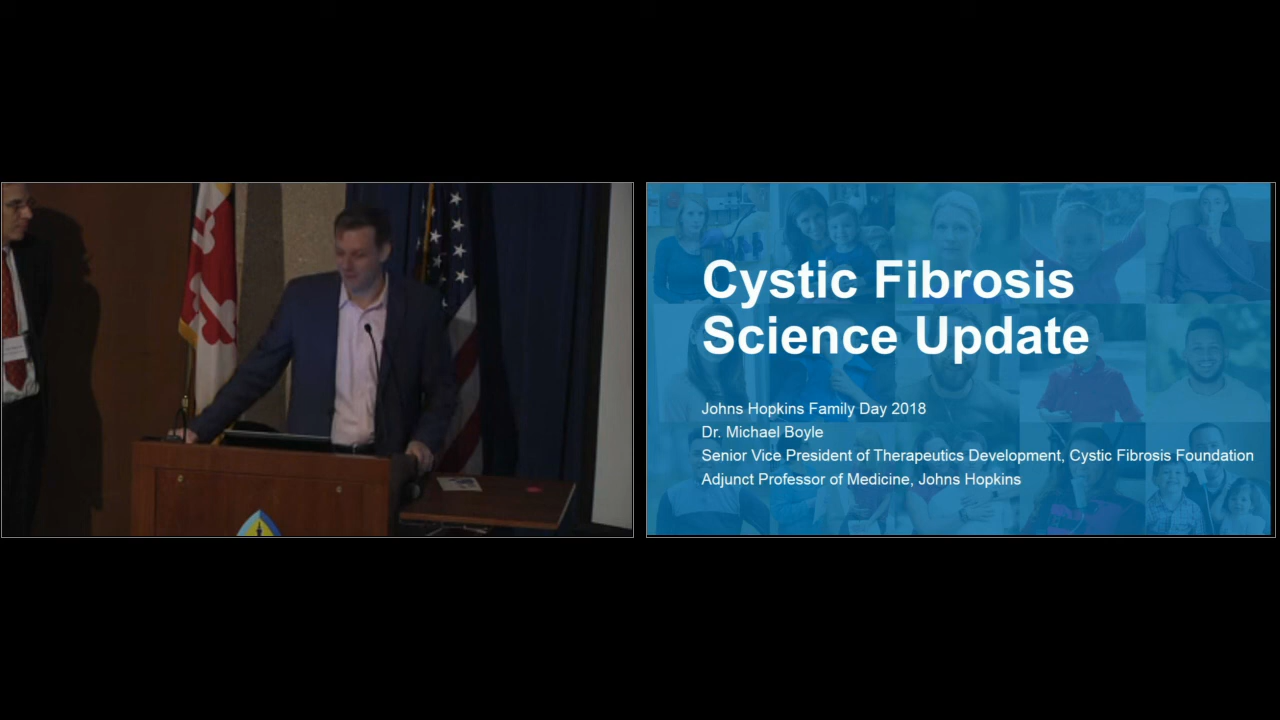 Cystic Fibrosis
Science Update
Johns Hopkins Family Day 2018
Dr. Michael Boyle
Senior Vice President of Therapeutics Development, Cystic Fibrosis Foundation
Adjunct Professor of Medicine, Johns Hopkins